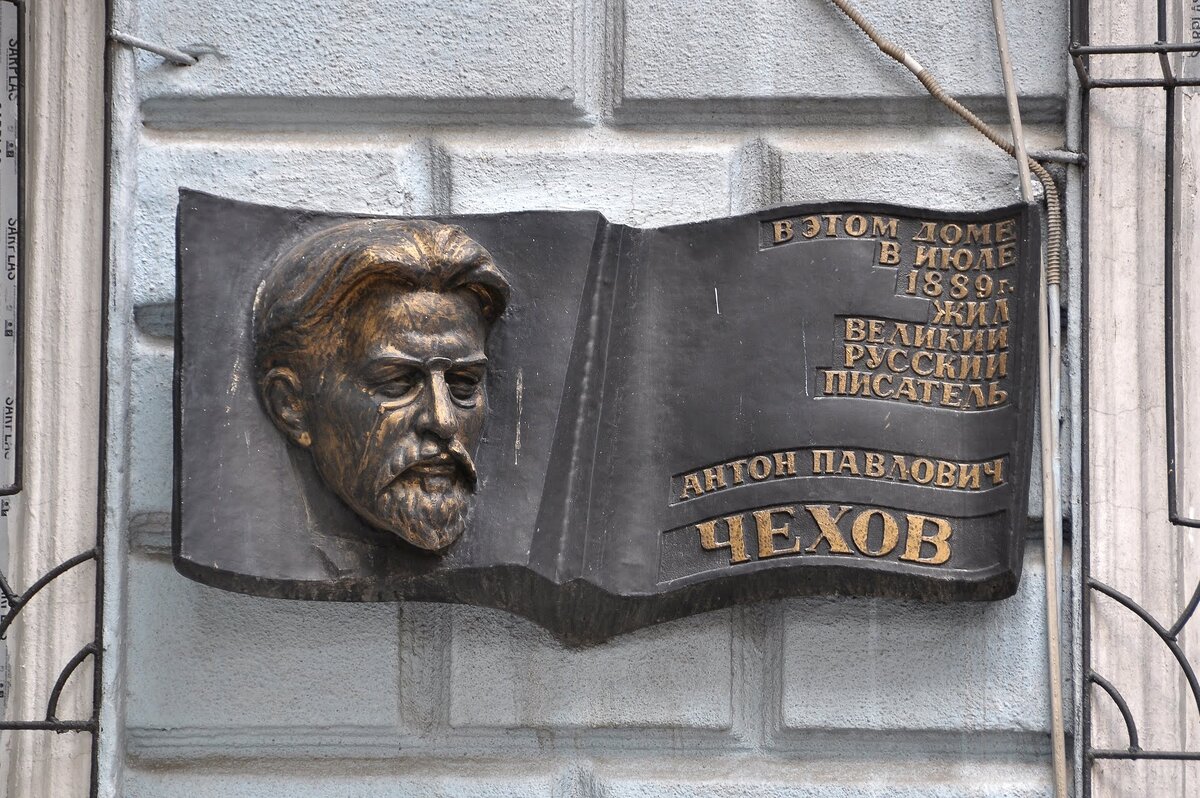 В ЭТОМ ДОМЕ
В ИЮЛЕ
1889 г.
ЖИЛ
ВЕЛИКИЙ
РУССКИЙ
ПИСАТЕЛЬ
АНТОН ПАВЛОВИЧ
ЧЕХОВ